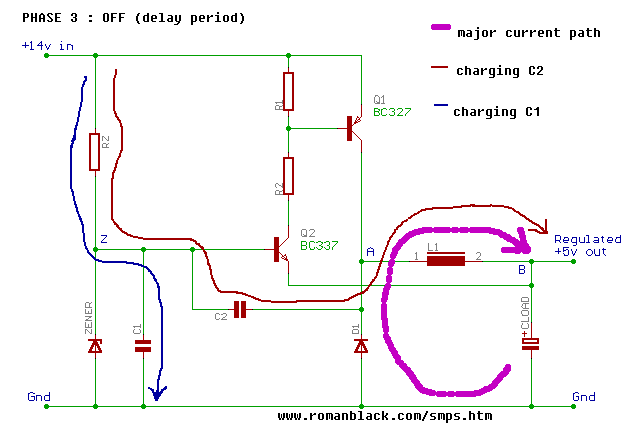 PHASE 3 : OFF (delay period)
major current path
+14v in
charging C2
R1
Q1
BC327
charging C1
R2
R2
Z
Q2
BC337
A
L1
1
2
Regulated
+5v out
B
ZENER
C1
C2
D1
+
CLOAD
Gnd
Gnd
www.romanblack.com/smps.htm